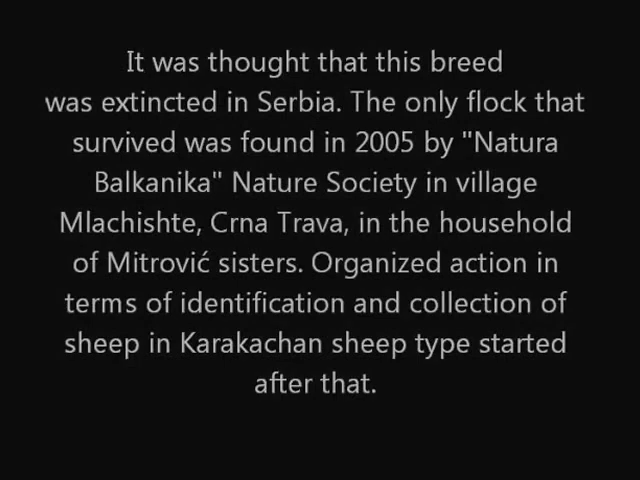 It was thought that this breed
was extincted in Serbia. The only flock that
survived was found in 2005 by "Natura
Balkanika" Nature Society in village
Mlachishte, Crna Trava, in the household
of Mitrović sisters. Organized action in
terms of identification and collection of
sheep in Karakachan sheep type started
after that.